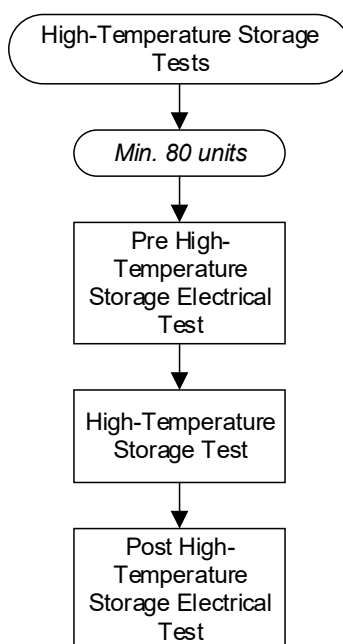 High-Temperature Storage
Tests
Min. 80 units
Pre High-
Temperature
Storage Electrical
Test
High-Temperature
Storage Test
Post High-
Temperature
Storage Electrical
Test